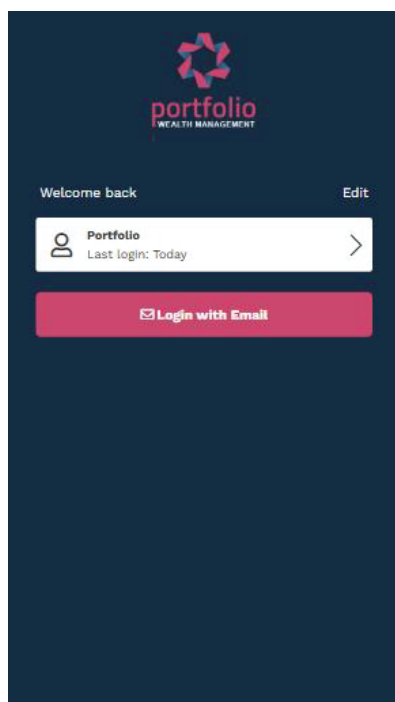 portfolio
WEALTH MANAGEMENT
Welcome back Edit
Portfolio
Last login: Today
Login with Email